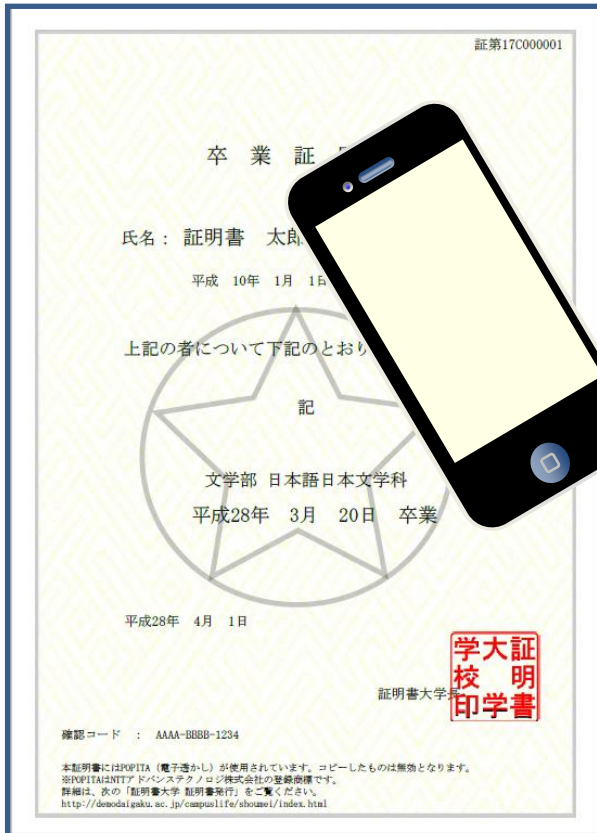 証第17C000001
卒 業 証
氏名： 証明書 太郎
平成 10年 1月 1日
上記の者について下記のとおり
記
文学部 日本語日本文学科
平成28年 3月 20日 卒業
平成28年 4月 1日
証明書大学長
証明書
大学
学校印
確認コード ： AAAA-BBBB-1234
本証明書にはPOPITA（電子透かし）が使用されています。コピーしたものは無効となります。
※POPITAはNTTアドバンステクノロジ株式会社の登録商標です。
詳細は、次の「証明書大学 証明書発行」をご覧ください。
http://demodaigaku.ac.jp/campuslife/shoumei/index.html